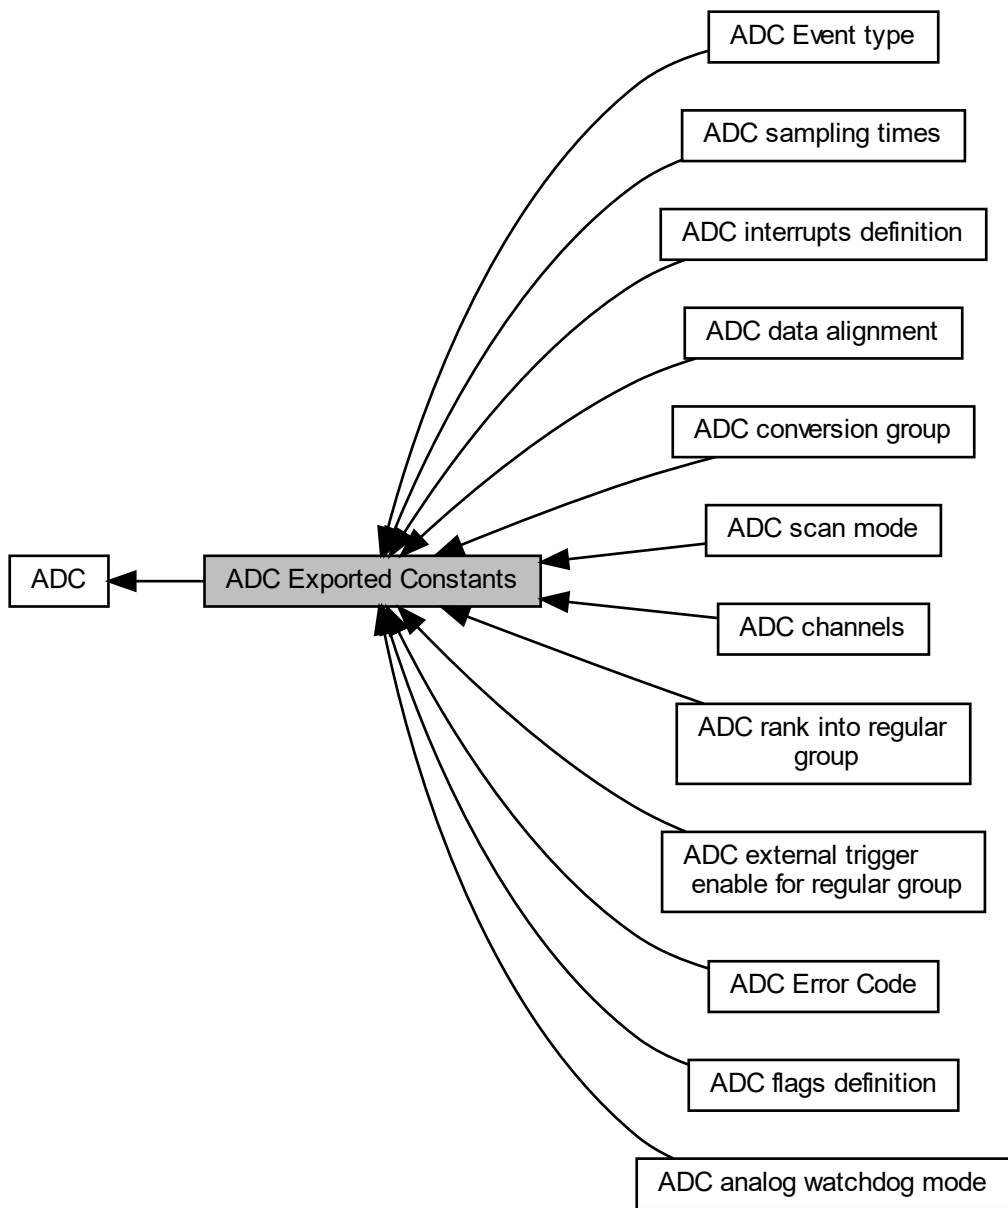 ADC Event type
ADC sampling times
ADC interrupts definition
ADC data alignment
ADC conversion group
ADC scan mode
ADC
ADC Exported Constants
ADC channels
ADC rank into regular
group
ADC external trigger
enable for regular group
ADC Error Code
ADC flags definition
ADC analog watchdog mode